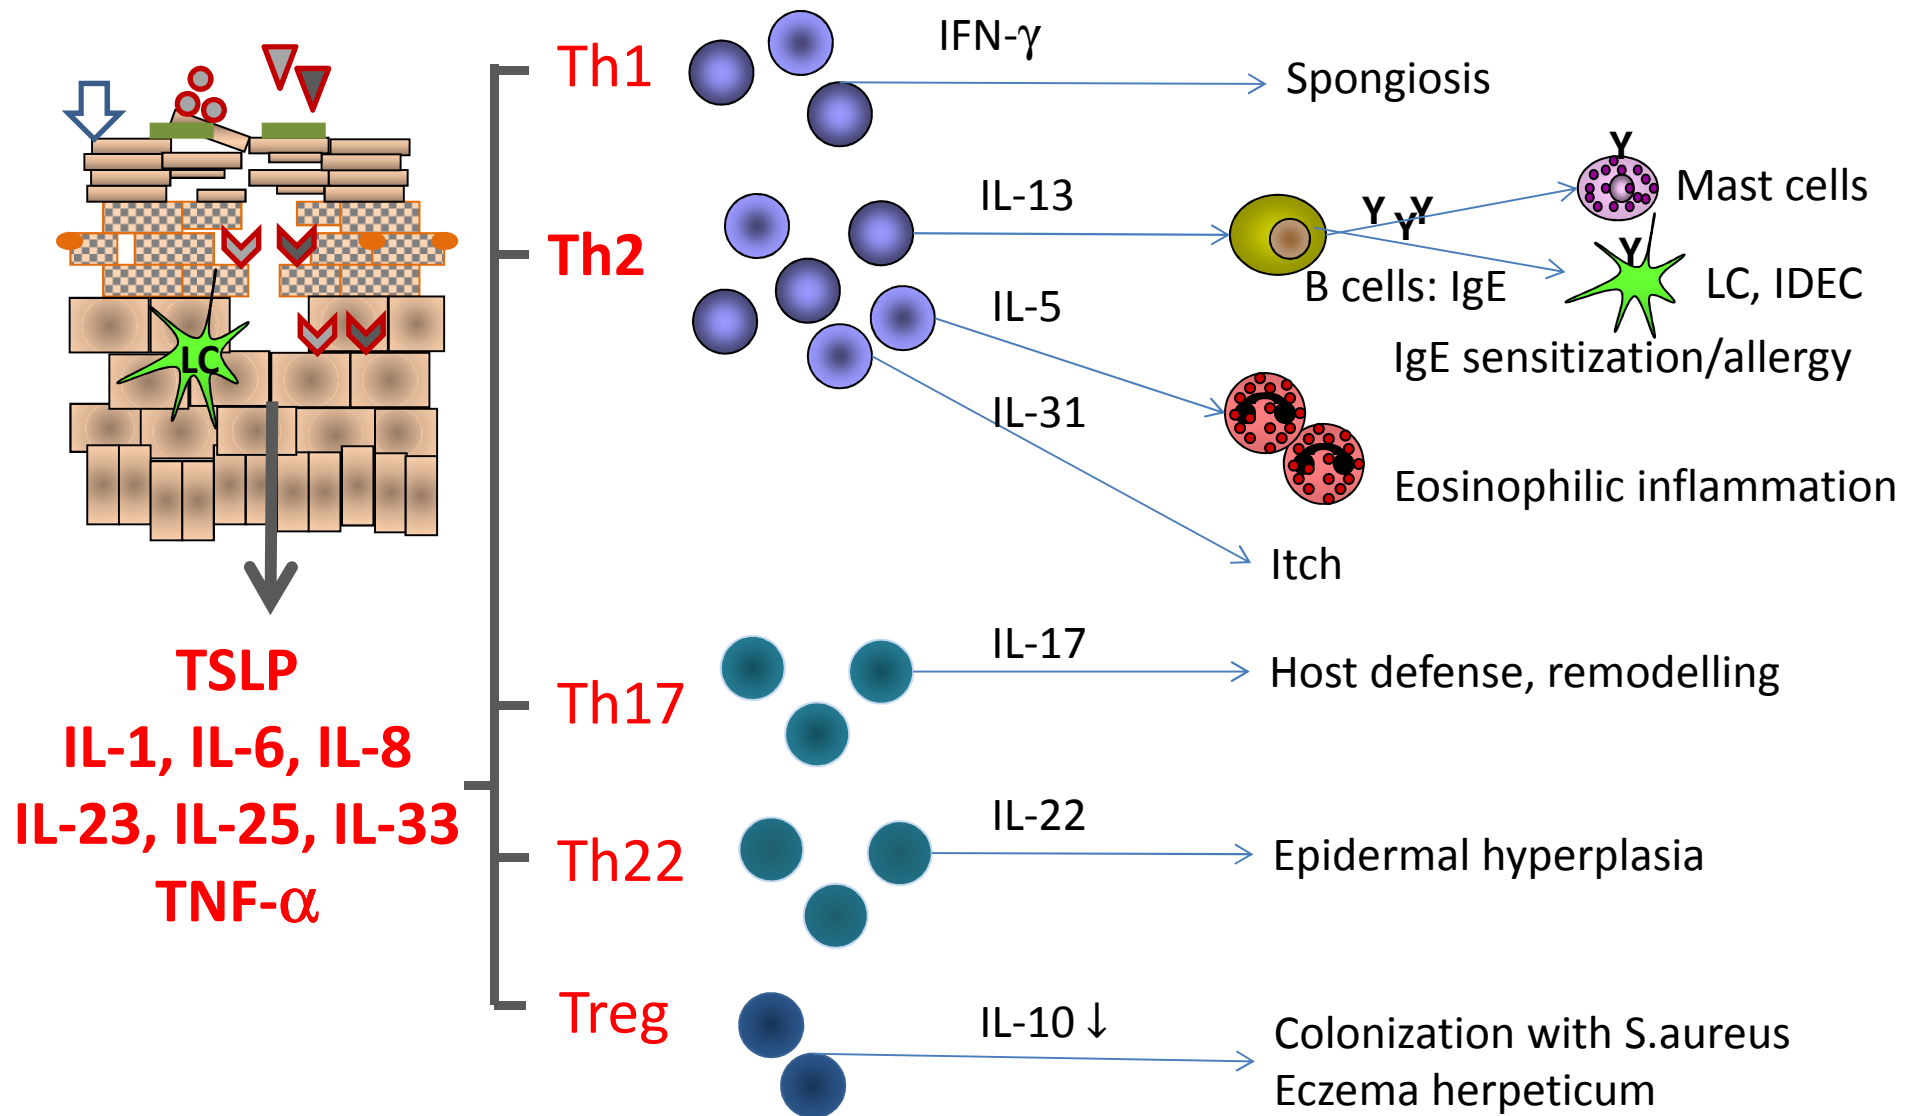 Th1
IFN-γ
Spongiosis
Th2
IL-13
Y
Y
Y
Y
Mast cells
B cells: IgE
Y
LC, IDEC
IgE sensitization/allergy
IL-5
Eosinophilic inflammation
IL-31
Itch
LC
TSLP
IL-1, IL-6, IL-8
IL-23, IL-25, IL-33
TNF-α
Th17
IL-17
Host defense, remodelling
Th22
IL-22
Epidermal hyperplasia
Treg
IL-10 ↓
Colonization with S.aureus
Eczema herpeticum